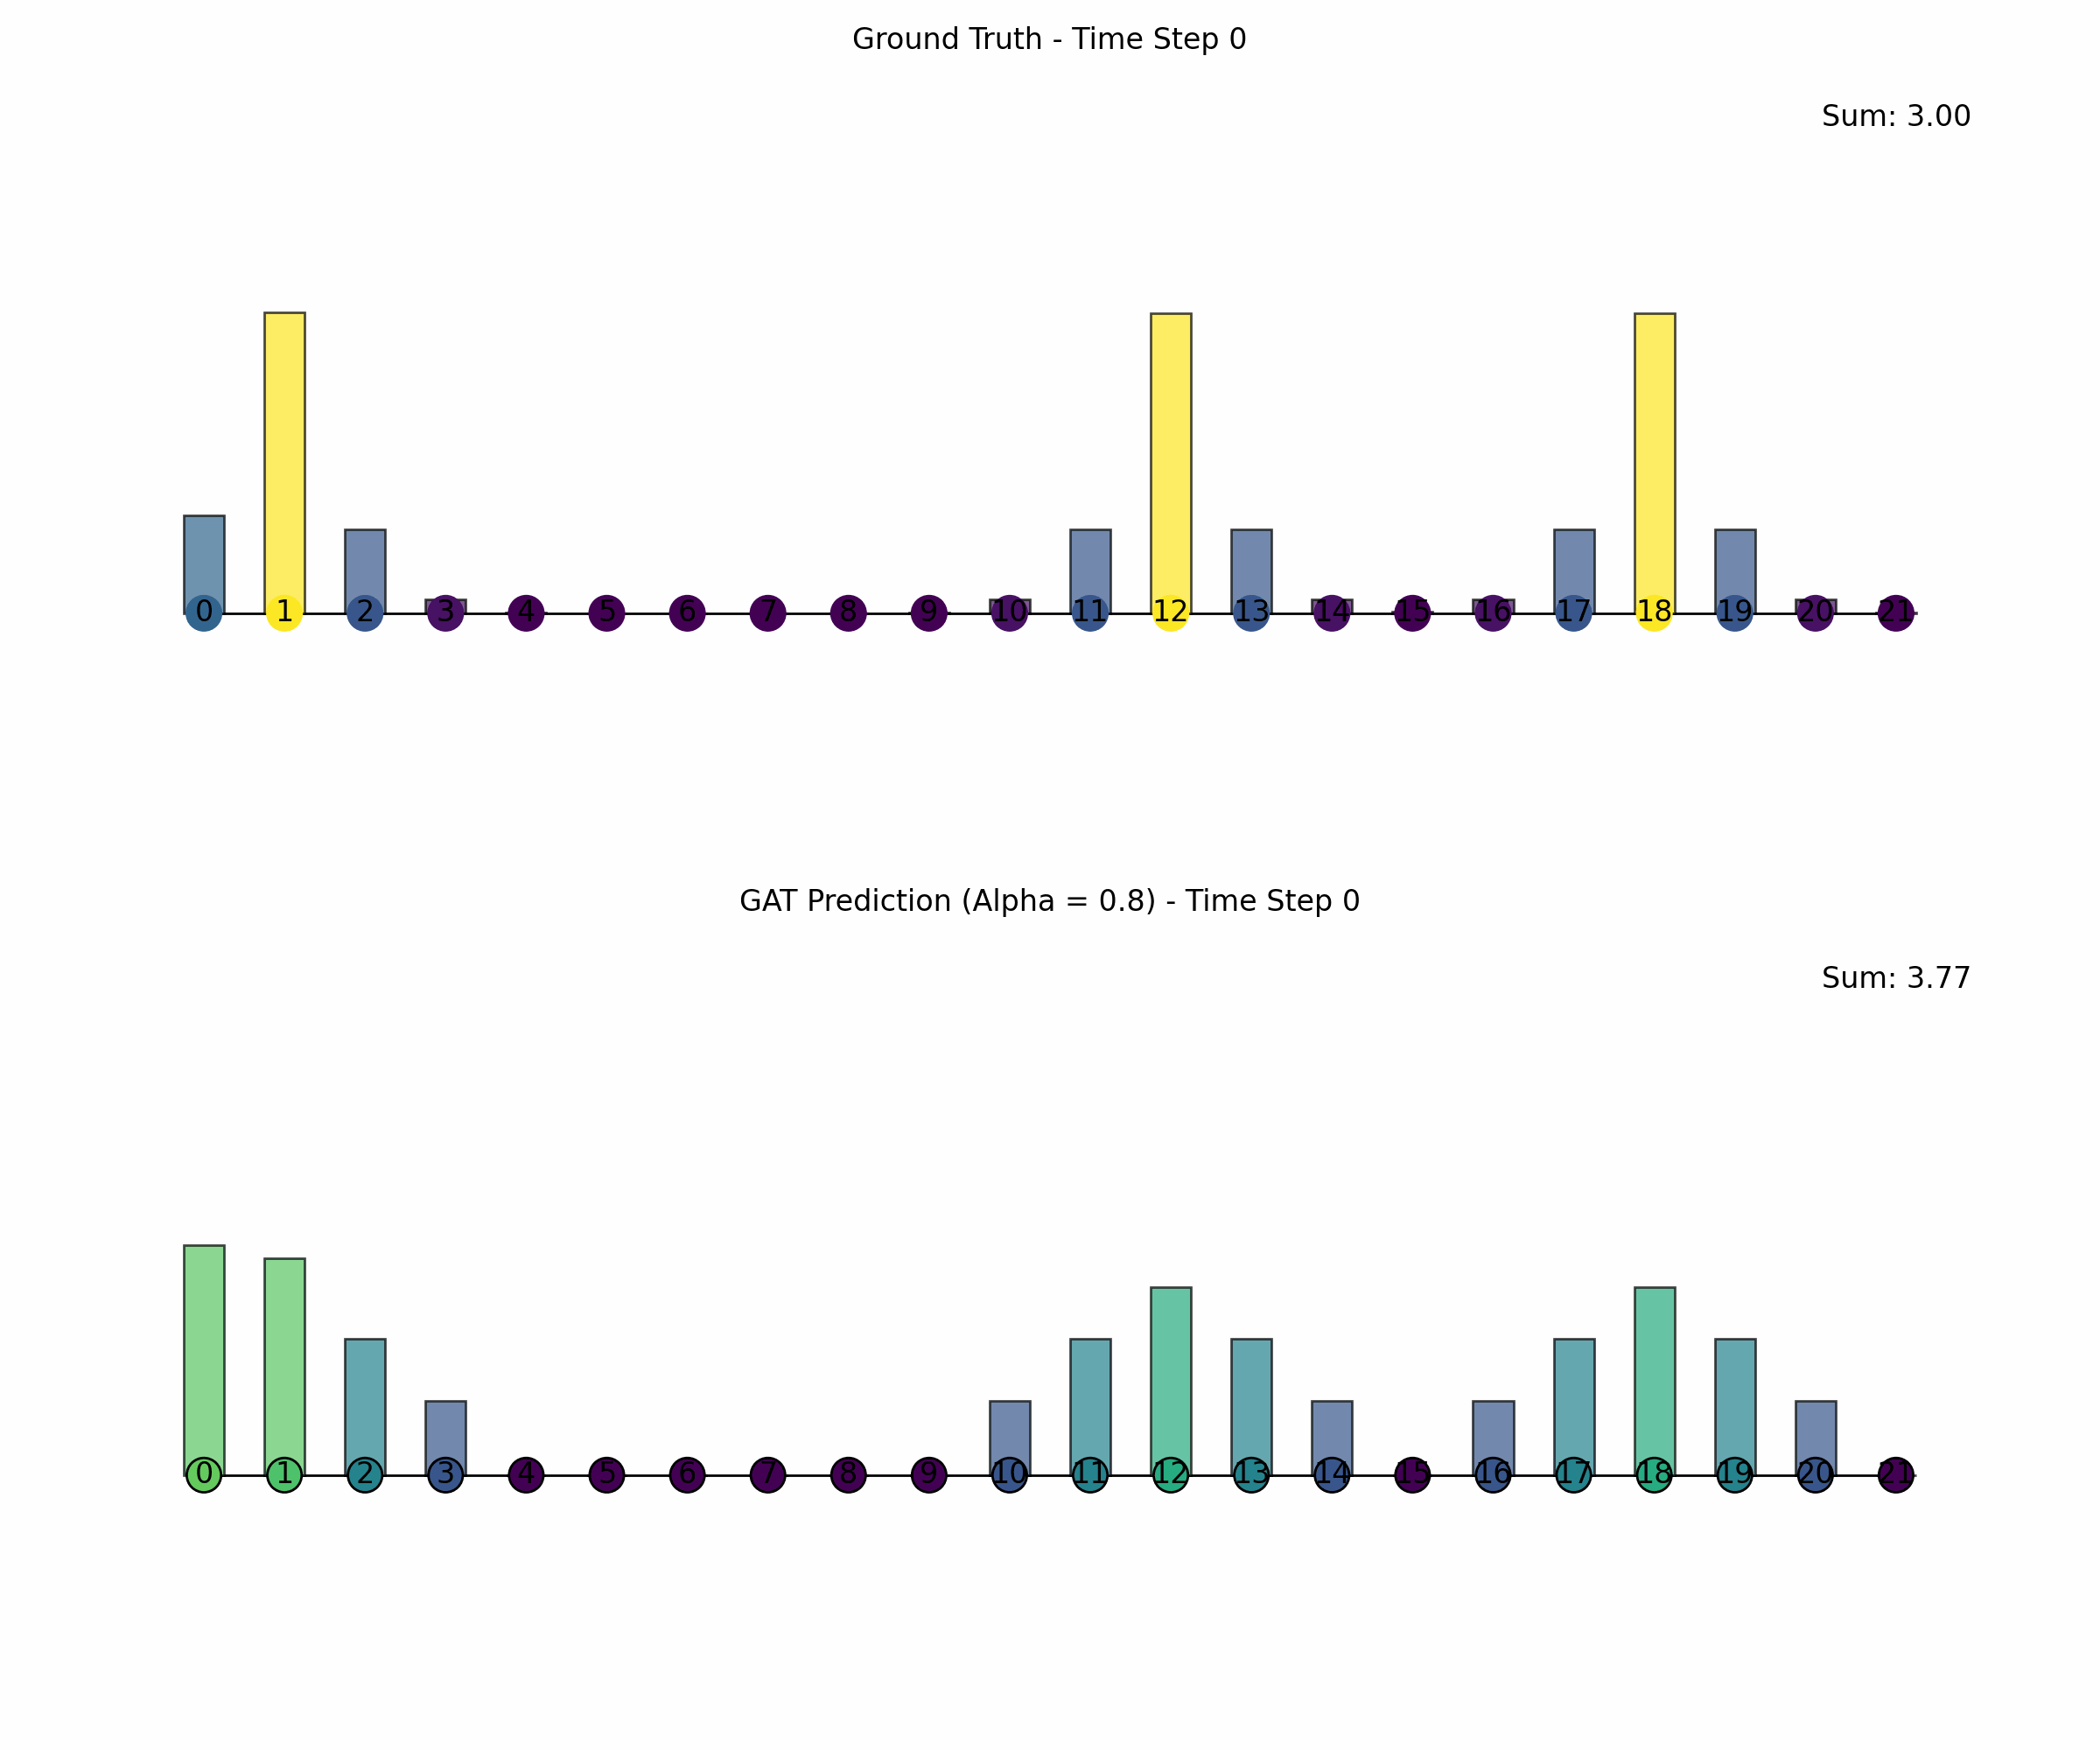 Ground Truth - Time Step 0
Sum: 3.00
0 1 2 3 4 5 6 7 8 9 10 11 12 13 14 15 16 17 18 19 20 21
GAT Prediction (Alpha = 0.8) - Time Step 0
Sum: 3.77
0 1 2 3 4 5 6 7 8 9 10 11 12 13 14 15 16 17 18 19 20 21